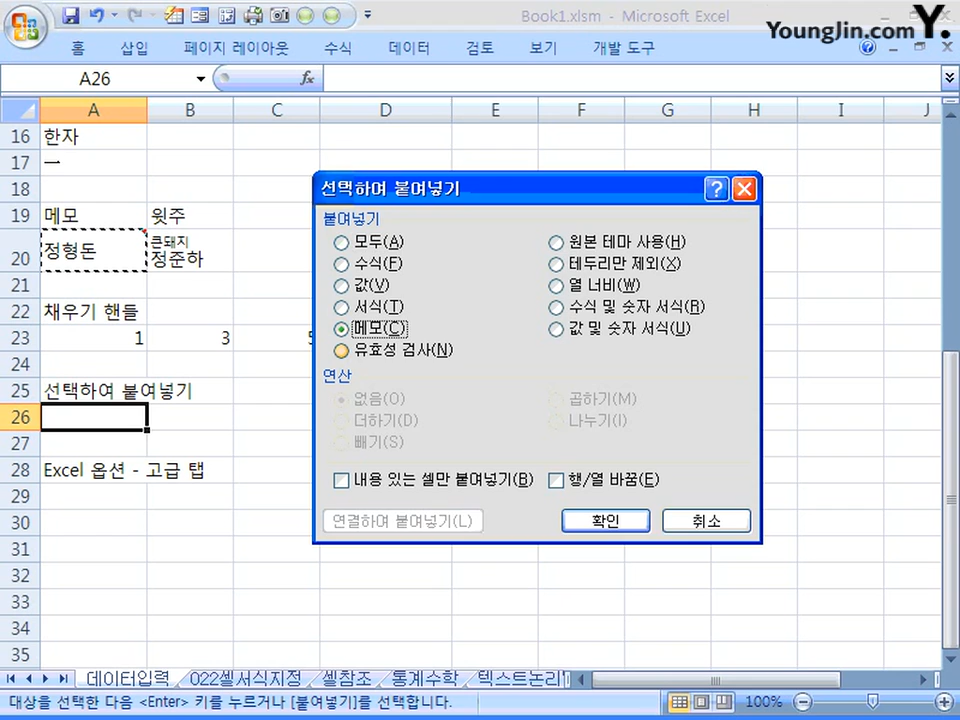 Book1.xlsm - Microsoft Excel
YoungJin.com Y.
홈 삽입 페이지 레이아웃 수식 데이터 검토 보기 개발 도구
A26 fx
A B C D E F G H I J
16 한자
17 ㅡ
18
19 메모 윗주
큰돼지
20 정형돈 정준하
21
22 채우기 핸들
23 1 3
24
25 선택하여 붙여넣기
26
27
28 Excel 옵션 - 고급 탭
29
30
31
32
33
34
35
선택하여 붙여넣기
붙여넣기
모두(A) 원본 테마 사용(H)
수식(F) 테두리만 제외(X)
값(V) 열 너비(W)
서식(T) 수식 및 숫자 서식(R)
메모(C) 값 및 숫자 서식(U)
유효성 검사(N)
연산
없음(O) 곱하기(M)
더하기(D) 나누기(I)
빼기(S)
내용 있는 셀만 붙여넣기(B) 행/열 바꿈(E)
연결하여 붙여넣기(L) 확인 취소
데이터입력 022셀서식지정 셀참조 통계수학 텍스트논리
대상을 선택한 다음 <Enter> 키를 누르거나 [붙여넣기]를 선택합니다. 100%